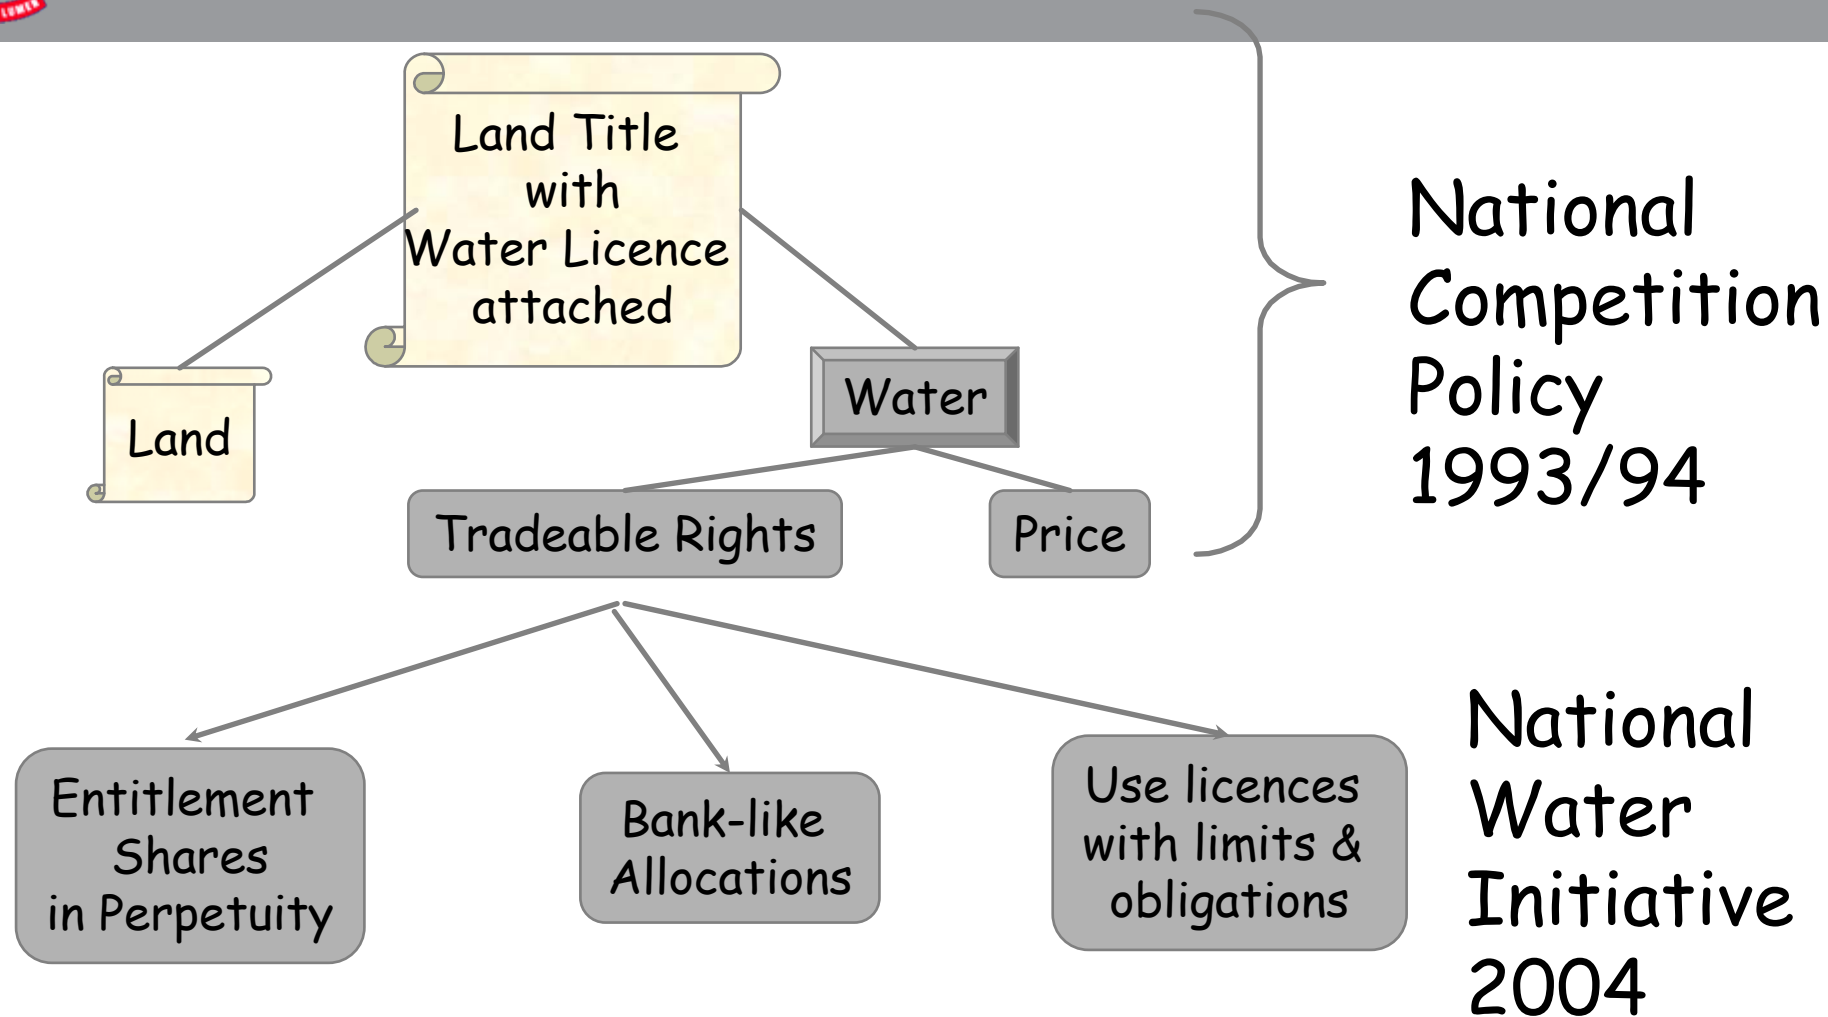 LUMEN
Land Title
with
Water Licence
attached
National
Competition
Policy
1993/94
Land
Water
Tradeable Rights
Price
Entitlement
Shares
in Perpetuity
Bank-like
Allocations
Use licences
with limits &
obligations
National
Water
Initiative
2004